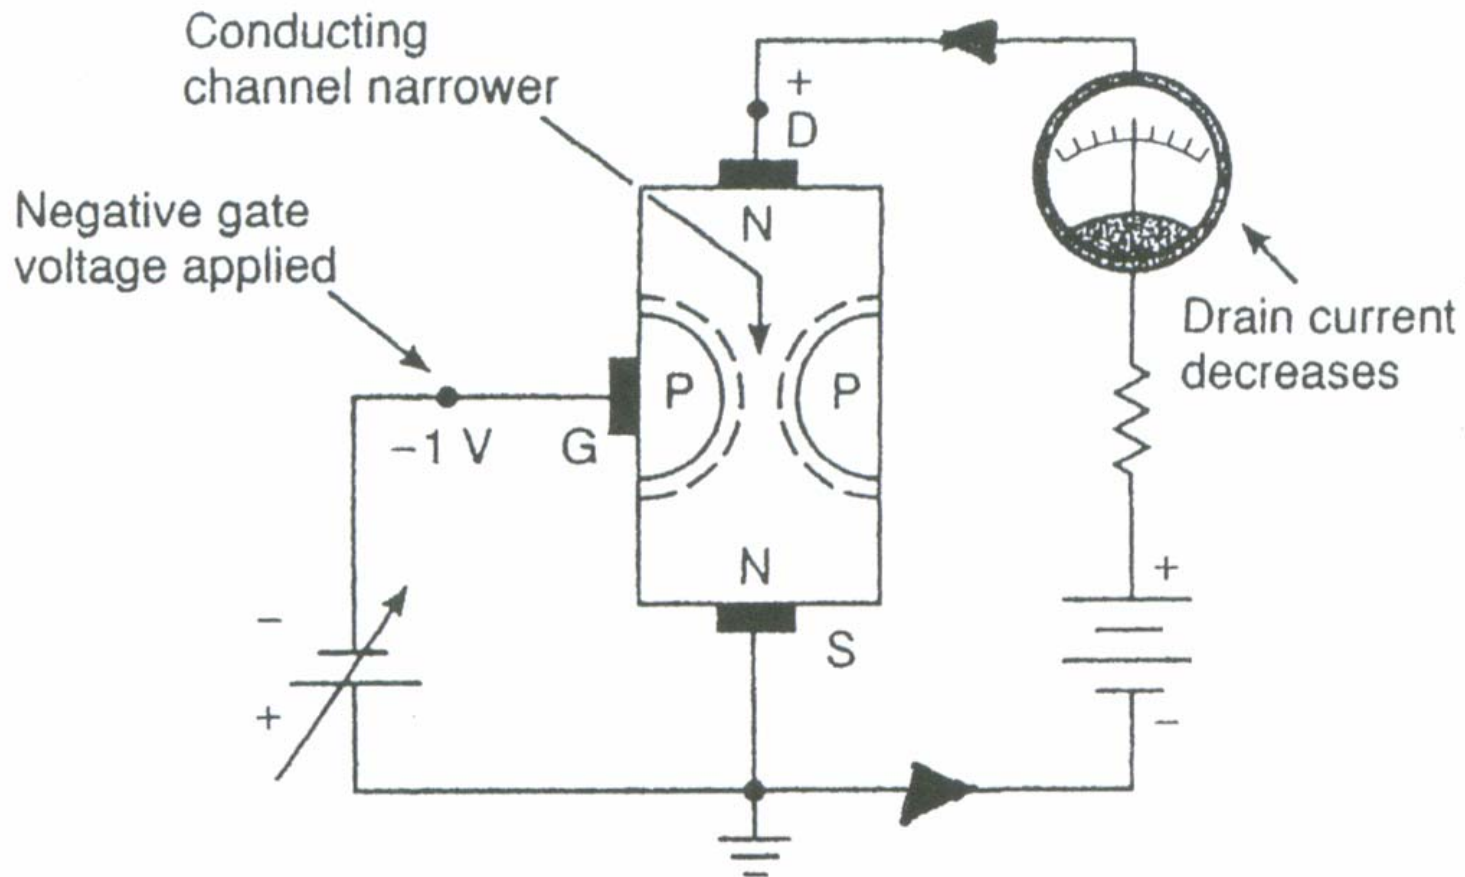 Conducting
channel narrower
+
D
Negative gate
voltage applied
N
P
P
Drain current
decreases
−1 V
G
N
+
−
S
+
−